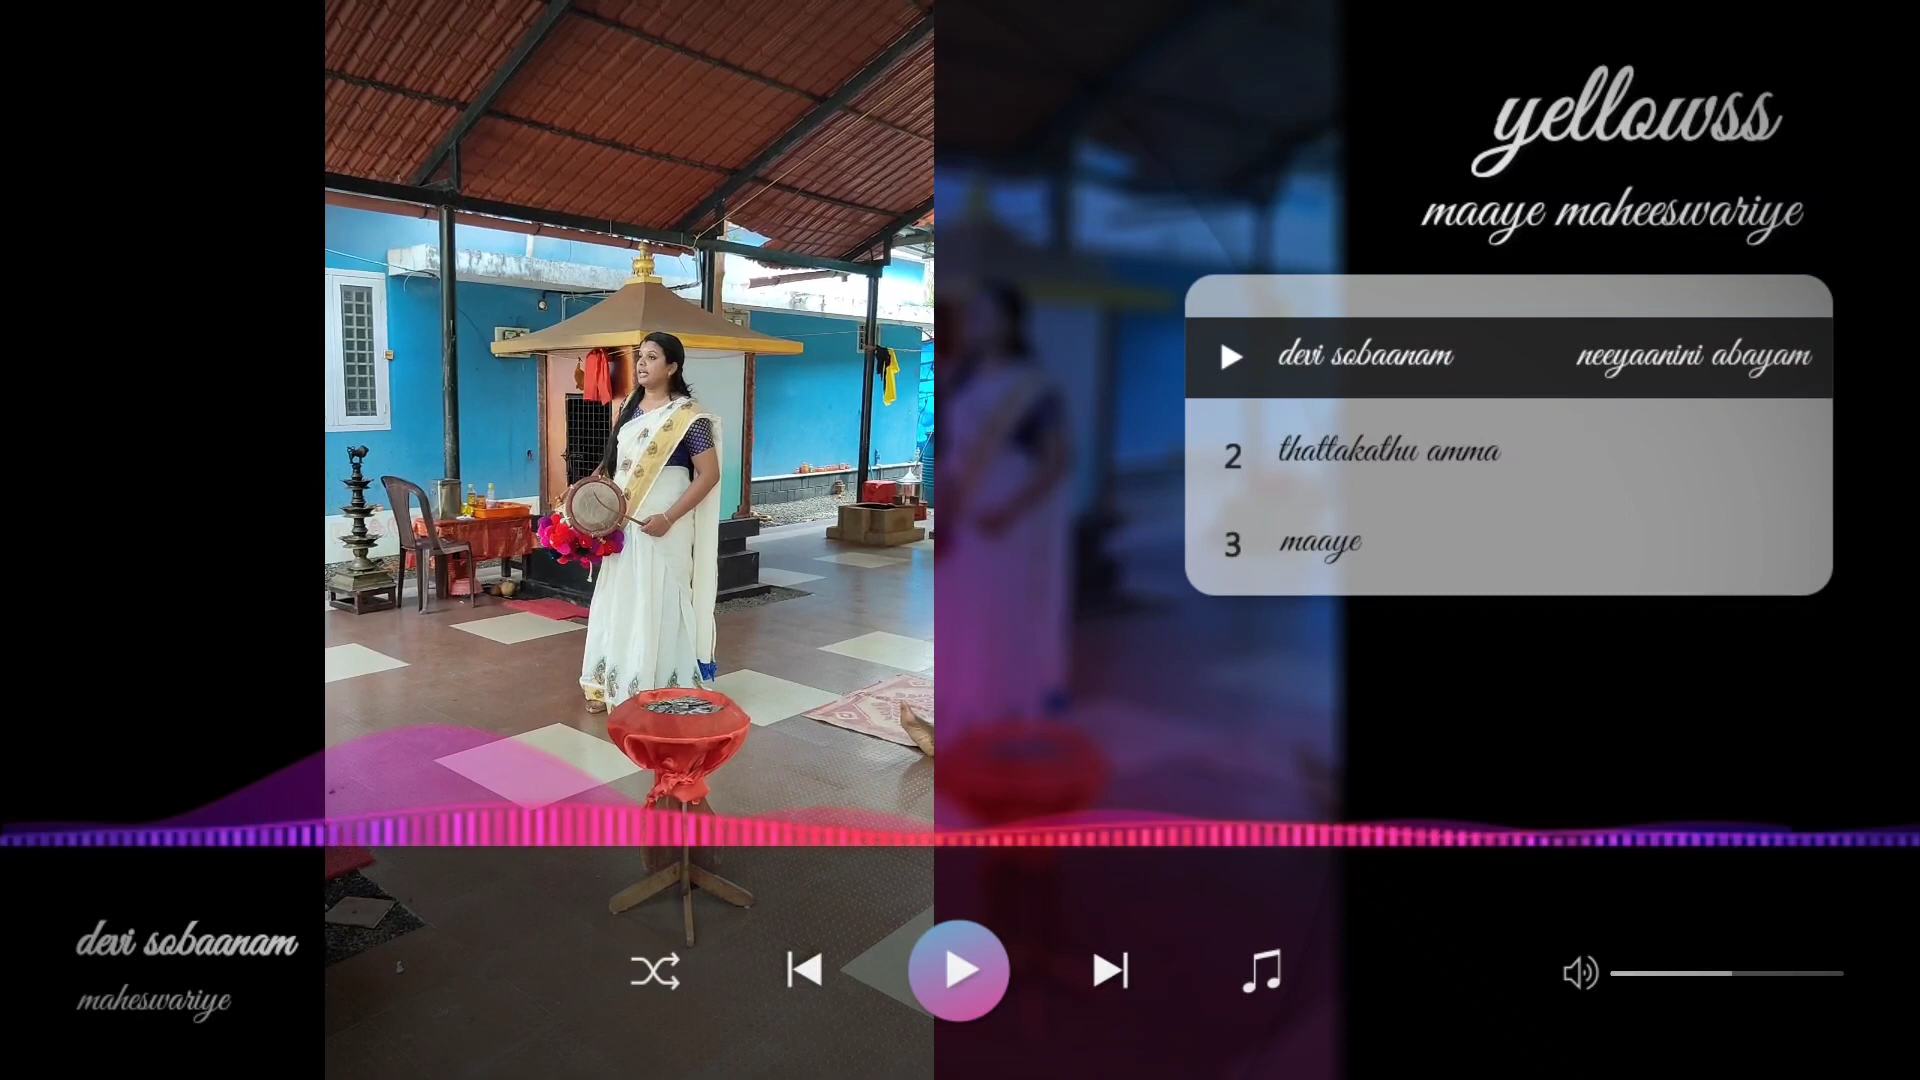 yellowss
maaye maheeswariye
devi sobaanam neeyaanini abayam
2 thattakathu amma
3 maaye
devi sobaanam
maheswariye